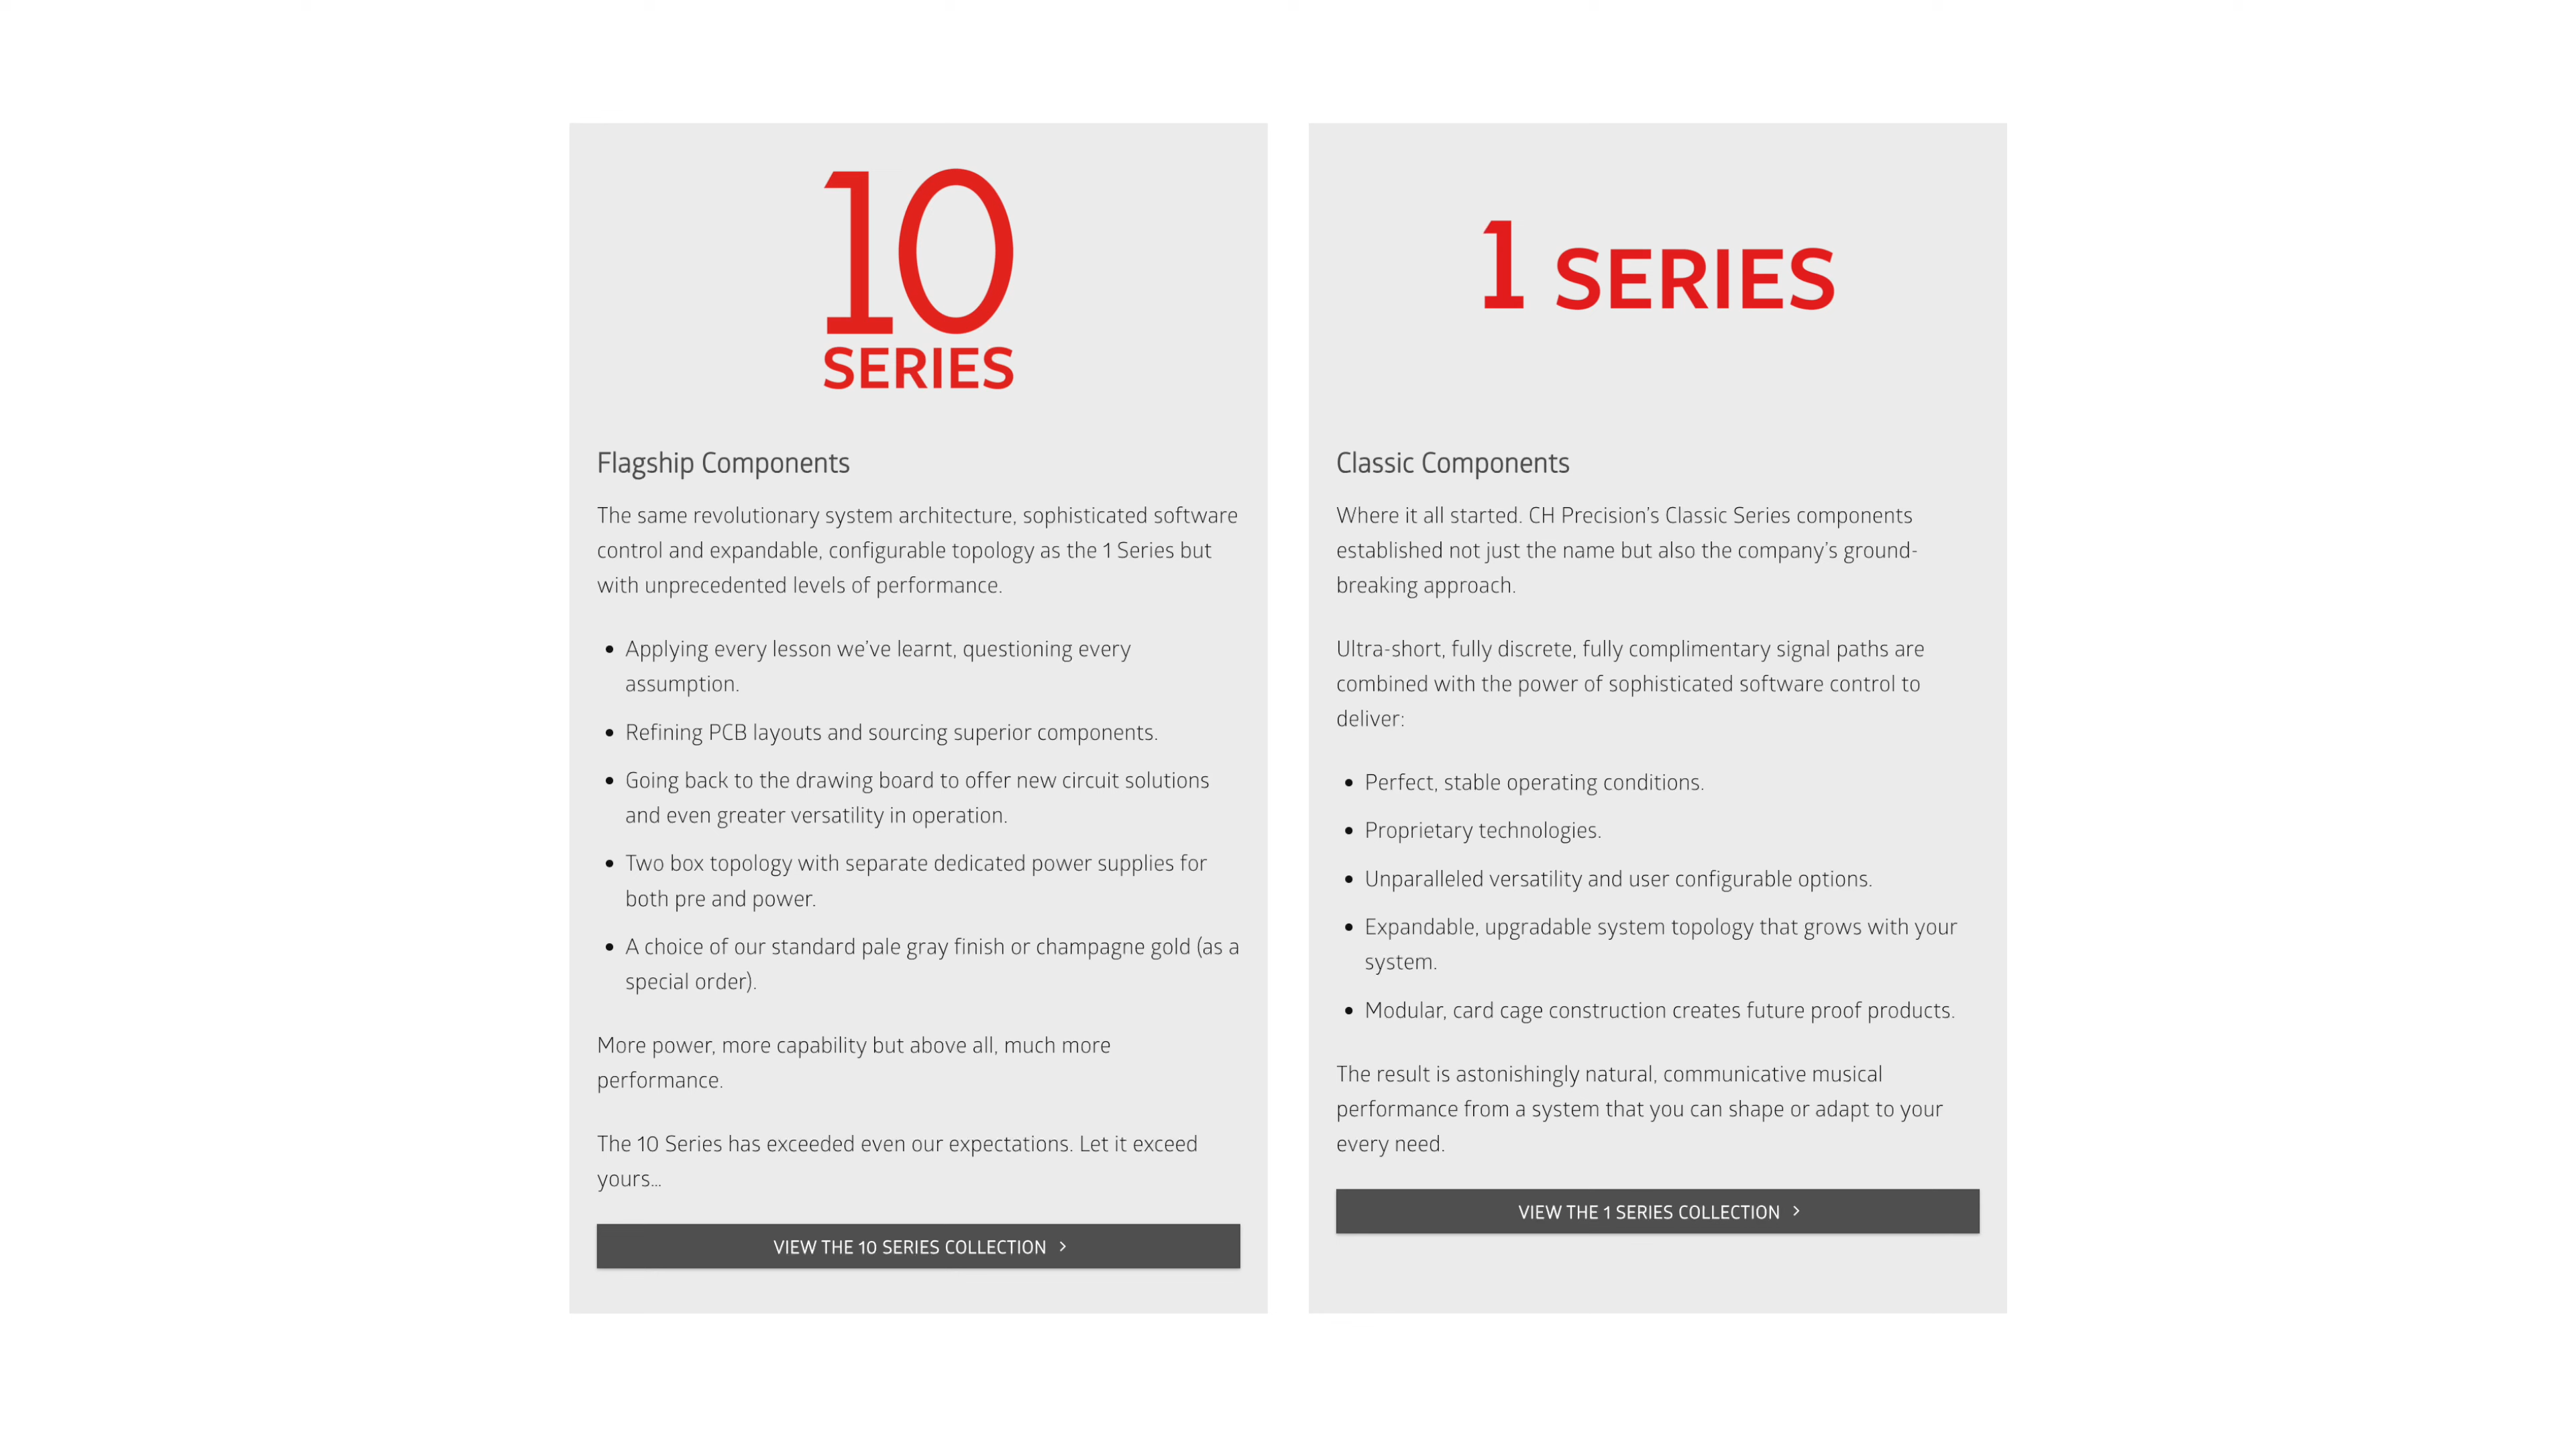 10
SERIES
Flagship Components
The same revolutionary system architecture, sophisticated software
control and expandable, configurable topology as the 1 Series but
with unprecedented levels of performance.
• Applying every lesson we’ve learnt, questioning every
assumption.
• Refining PCB layouts and sourcing superior components.
• Going back to the drawing board to offer new circuit solutions
and even greater versatility in operation.
• Two box topology with separate dedicated power supplies for
both pre and power.
• A choice of our standard pale gray finish or champagne gold (as a
special order).
More power, more capability but above all, much more
performance.
The 10 Series has exceeded even our expectations. Let it exceed
yours…
VIEW THE 10 SERIES COLLECTION >
1 SERIES
Classic Components
Where it all started. CH Precision’s Classic Series components
established not just the name but also the company’s ground-
breaking approach.
Ultra-short, fully discrete, fully complimentary signal paths are
combined with the power of sophisticated software control to
deliver:
• Perfect, stable operating conditions.
• Proprietary technologies.
• Unparalleled versatility and user configurable options.
• Expandable, upgradable system topology that grows with your
system.
• Modular, card cage construction creates future proof products.
The result is astonishingly natural, communicative musical
performance from a system that you can shape or adapt to your
every need.
VIEW THE 1 SERIES COLLECTION >